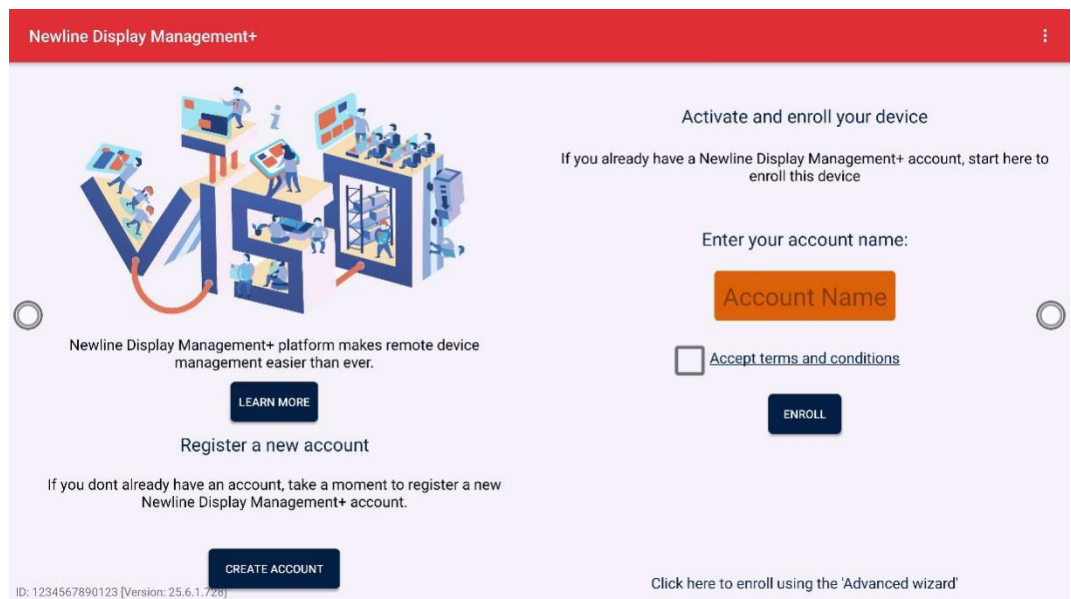 Newline Display Management+
VISO
Newline Display Management+ platform makes remote device
management easier than ever.
LEARN MORE
Register a new account
If you dont already have an account, take a moment to register a new
Newline Display Management+ account.
CREATE ACCOUNT
ID: 1234567890123 [Version: 25.6.1.728]
Activate and enroll your device
If you already have a Newline Display Management+ account, start here to
enroll this device
Enter your account name:
Account Name
Accept terms and conditions
ENROLL
Click here to enroll using the 'Advanced wizard'